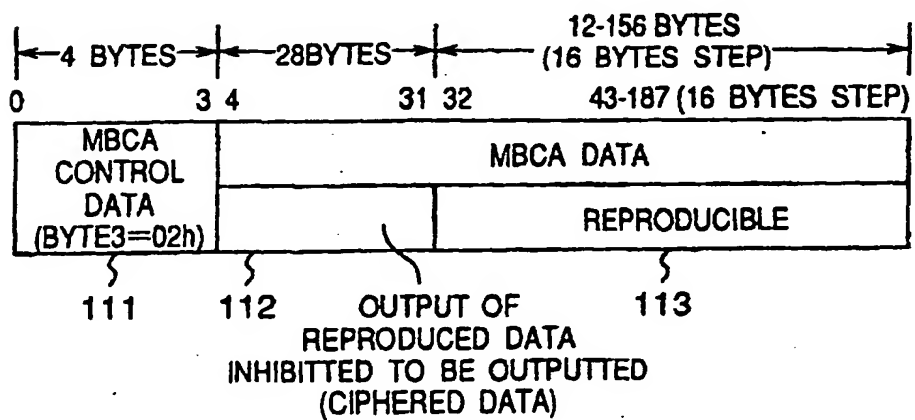 12-156 BYTES
4 BYTES 28BYTES (16 BYTES STEP)
0 3 4 31 32 43-187 (16 BYTES STEP)
MBCA
CONTROL
DATA
(BYTE3=02h)
MBCA DATA
REPRODUCIBLE
111 112 113
OUTPUT OF
REPRODUCED DATA
INHIBITTED TO BE OUTPUTTED
(CIPHERED DATA)